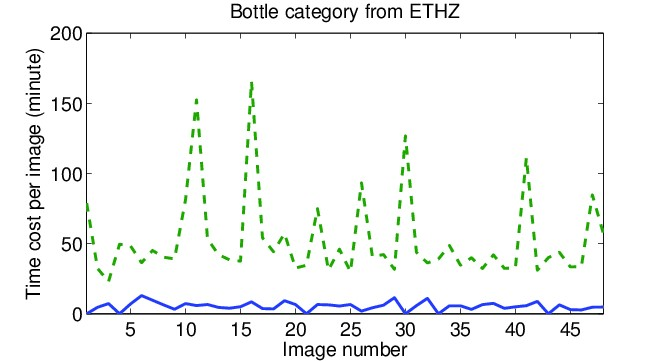 Bottle category from ETHZ
Time cost per image (minute)
200
150
100
50
0
5 10 15 20 25 30 35 40 45
Image number